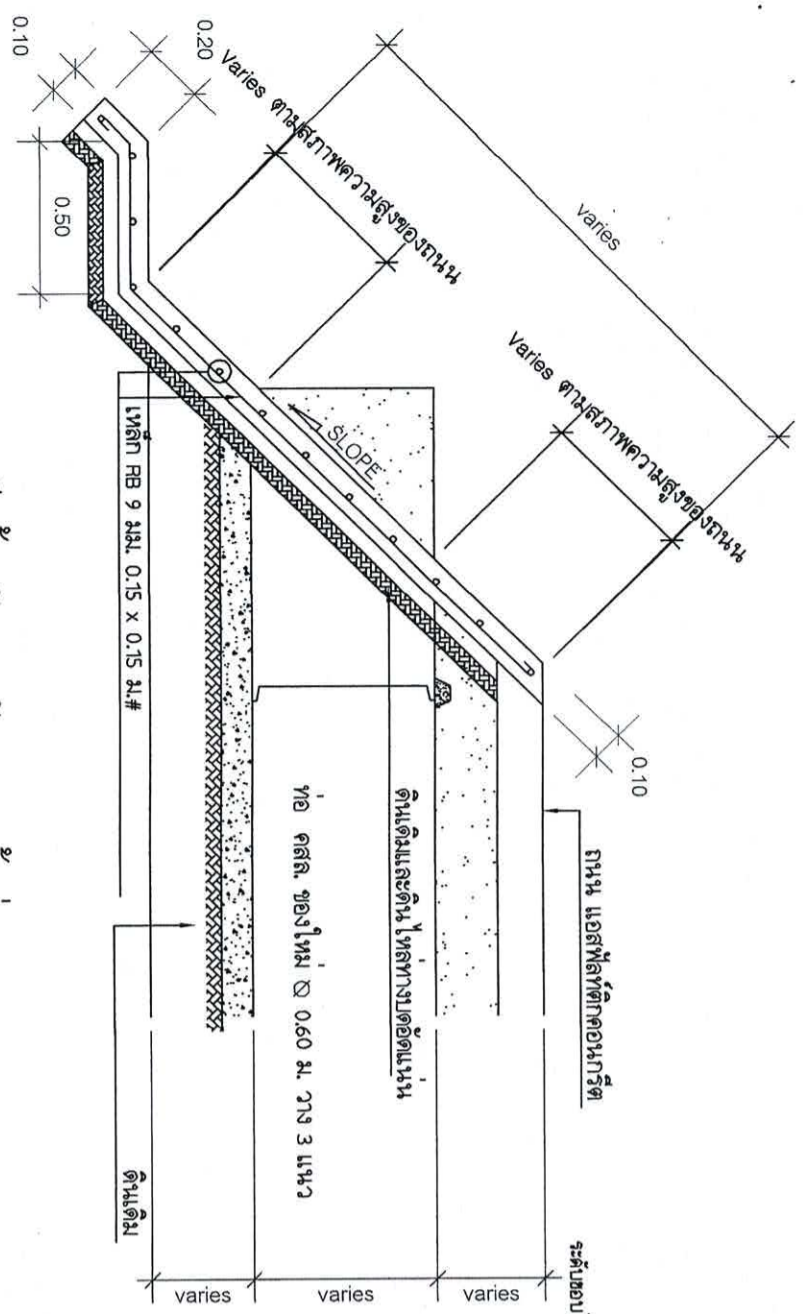 0.10
0.20
Varies ตามสภาพความสูงของถนน
varies
Varies ตามสภาพความสูงของถนน
0.10
0.50
SLOPE
ถนน แอสฟัลท์ติกคอนกรีต
ระดับขอบ
ดินเดิมและดินไหล่ทางบดอัดแน่น
ท่อ คสล. ของใหม่ Ø 0.60 ม. วาง 3 แนว
เหล็ก RB 9 มม. 0.15 x 0.15 ม.#
ดินเดิม
varies
varies
varies